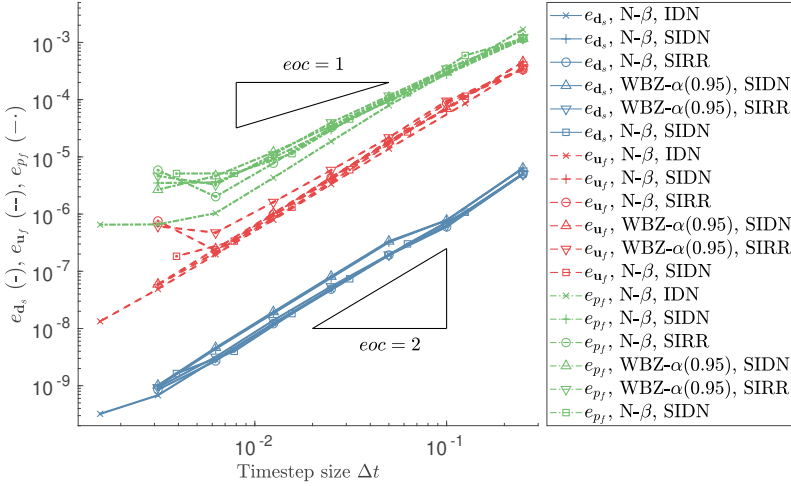 10^{-3}
10^{-4}
10^{-5}
10^{-6}
10^{-7}
10^{-8}
10^{-9}
e_{d_s} (-), e_{u_f} (--), e_{p_f} (—·)
eoc = 1
eoc = 2
10^{-2}
10^{-1}
Timestep size Δt
e_{d_s}, N-β, IDN
e_{d_s}, N-β, SIDN
e_{d_s}, N-β, SIRR
e_{d_s}, WBZ-α(0.95), SIDN
e_{d_s}, WBZ-α(0.95), SIRR
e_{d_s}, N-β, SIDN
e_{u_f}, N-β, IDN
e_{u_f}, N-β, SIDN
e_{u_f}, N-β, SIRR
e_{u_f}, WBZ-α(0.95), SIDN
e_{u_f}, WBZ-α(0.95), SIRR
e_{u_f}, N-β, SIDN
e_{p_f}, N-β, IDN
e_{p_f}, N-β, SIDN
e_{p_f}, N-β, SIRR
e_{p_f}, WBZ-α(0.95), SIDN
e_{p_f}, WBZ-α(0.95), SIRR
e_{p_f}, N-β, SIDN